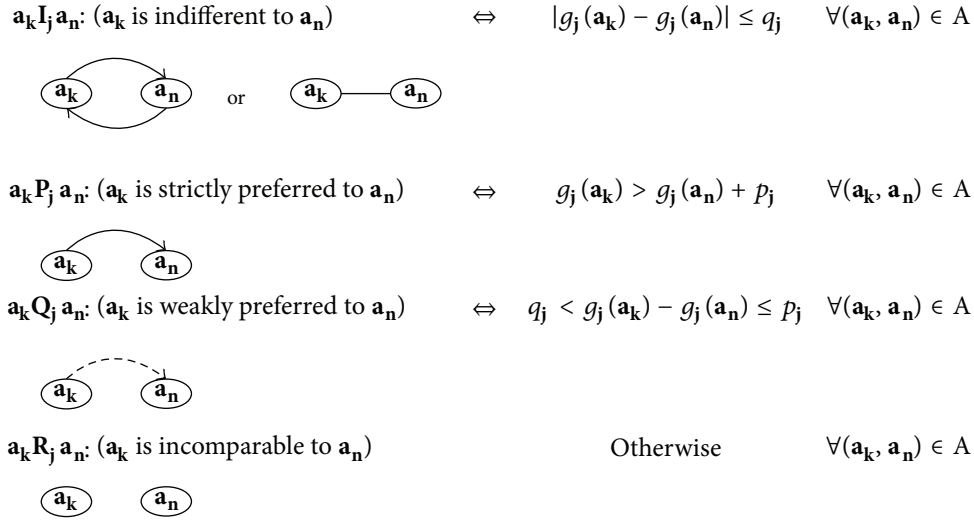 a_k I_j a_n: (a_k is indifferent to a_n) ⇔ |g_j(a_k) − g_j(a_n)| ≤ q_j ∀(a_k, a_n) ∈ A
a_k a_n or a_k a_n
a_k P_j a_n: (a_k is strictly preferred to a_n) ⇔ g_j(a_k) > g_j(a_n) + p_j ∀(a_k, a_n) ∈ A
a_k a_n
a_k Q_j a_n: (a_k is weakly preferred to a_n) ⇔ q_j < g_j(a_k) − g_j(a_n) ≤ p_j ∀(a_k, a_n) ∈ A
a_k a_n
a_k R_j a_n: (a_k is incomparable to a_n) Otherwise ∀(a_k, a_n) ∈ A
a_k a_n